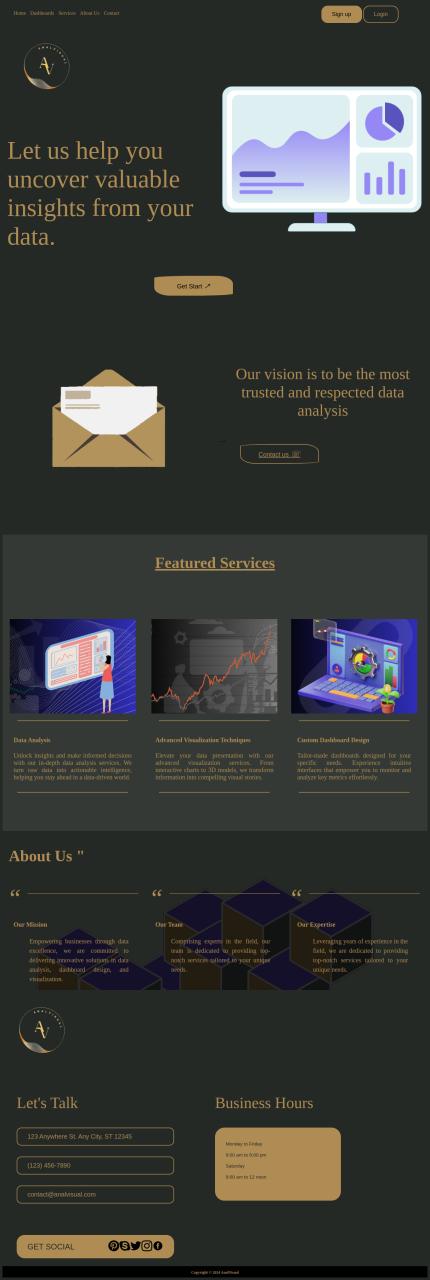 Home Dashboards Services About Us Contact
Sign up Login
ANALVISUAL
AV
Let us help you
uncover valuable
insights from your
data.
Get Start
Our vision is to be the most
trusted and respected data
analysis
Contact us
Featured Services
Data Analysis
Unlock insights and make informed decisions
with our in-depth data analysis services. We
turn raw data into actionable intelligence,
helping you stay ahead in a data-driven world.
Advanced Visualization Techniques
Elevate your data presentation with our
advanced visualization services. From
interactive charts to 3D models, we transform
information into compelling visual stories.
Custom Dashboard Design
Tailor-made dashboards designed for your
specific needs. Experience intuitive
interfaces that empower you to monitor and
analyze key metrics effortlessly.
About Us "
“
Our Mission
Empowering businesses through data
excellence, we are committed to
delivering innovative solutions in data
analysis, dashboard design, and
visualization.
“
Our Team
Comprising experts in the field, our
team is dedicated to providing top-
notch services tailored to your unique
needs.
“
Our Expertise
Leveraging years of experience in the
field, we are dedicated to providing
top-notch services tailored to your
unique needs.
ANALVISUAL
AV
Let's Talk
123 Anywhere St. Any City, ST 12345
(123) 456-7890
contact@analvisual.com
Business Hours
Monday to Friday
9:00 am to 6:00 pm
Saturday
9:00 am to 12 noon
GET SOCIAL
Copyright © 2024 AnalVisual